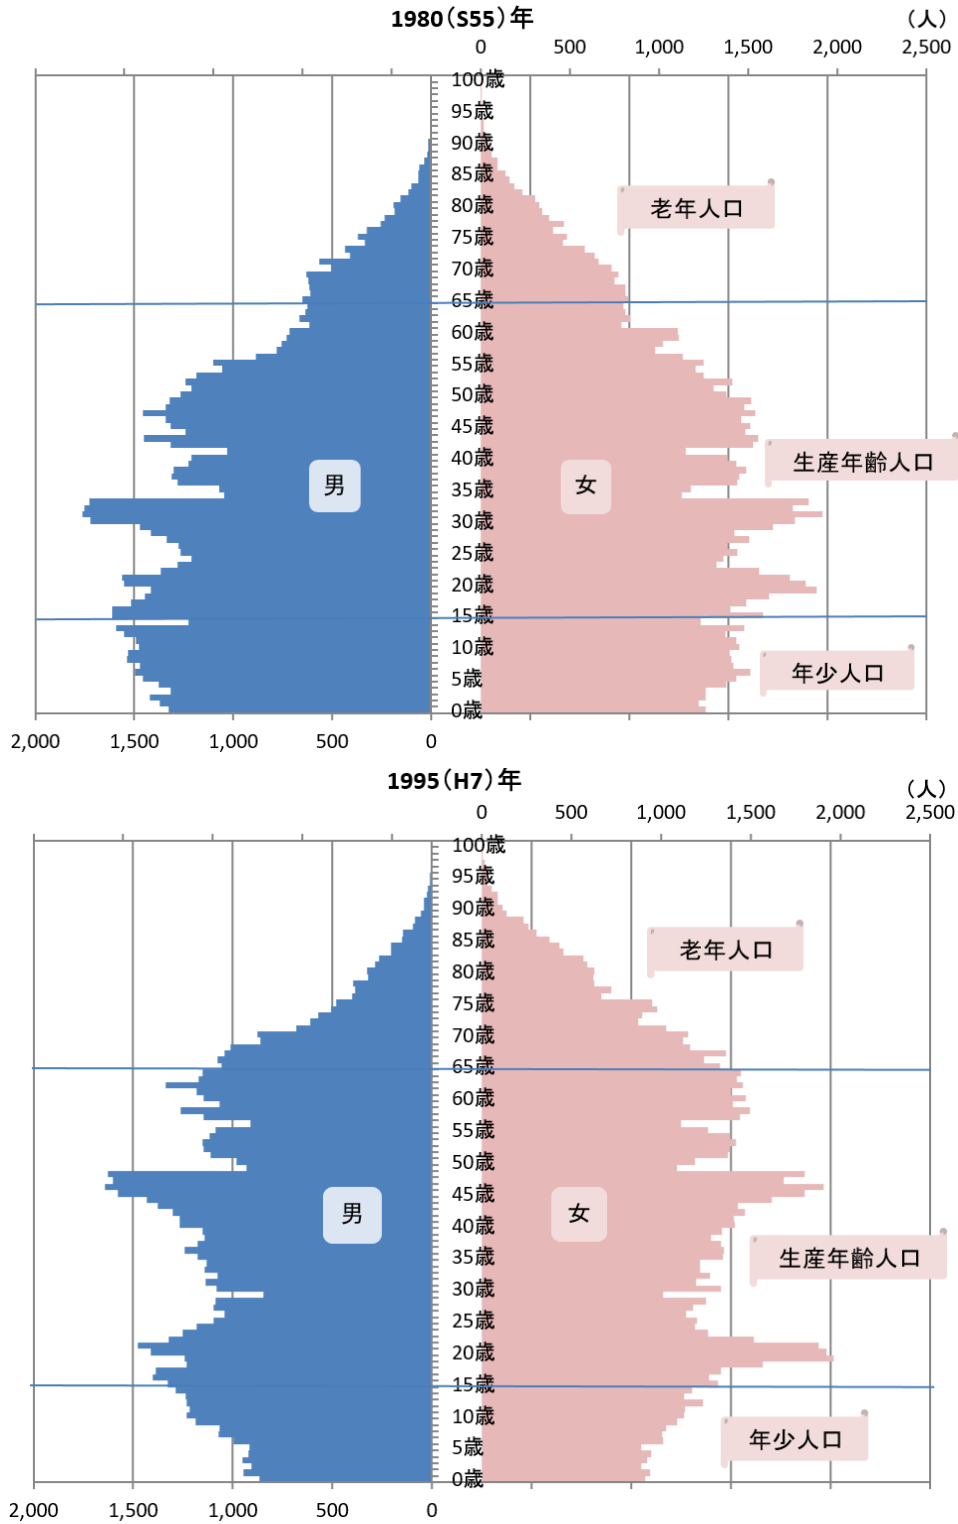 1980（S55）年
（人）
0 500 1,000 1,500 2,000 2,500
100歳
95歳
90歳
85歳
80歳
老年人口
75歳
70歳
65歳
60歳
55歳
50歳
45歳
40歳
生産年齢人口
男 女
35歳
30歳
25歳
20歳
15歳
10歳
年少人口
5歳
0歳
2,000 1,500 1,000 500 0
1995（H7）年
（人）
0 500 1,000 1,500 2,000 2,500
100歳
95歳
90歳
85歳
老年人口
80歳
75歳
70歳
65歳
60歳
55歳
50歳
45歳
男 女
40歳
35歳
生産年齢人口
30歳
25歳
20歳
15歳
10歳
年少人口
5歳
0歳
2,000 1,500 1,000 500 0